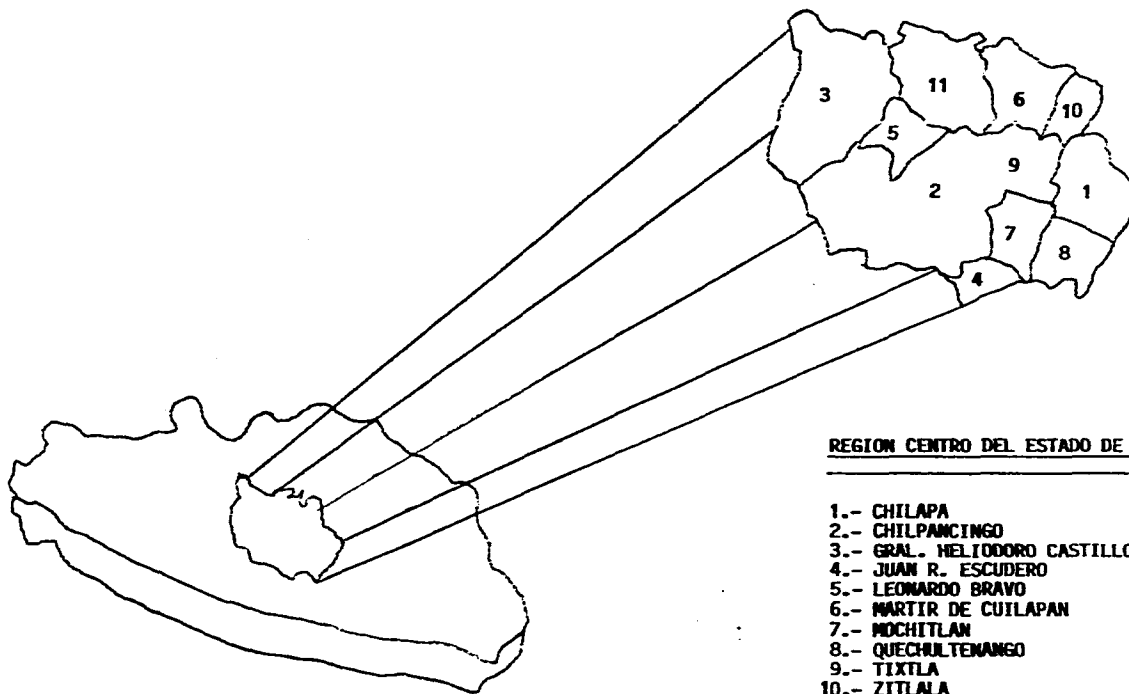 3
11
6
10
5
9
1
2
7
8
4
REGION CENTRO DEL ESTADO DE
1.- CHILAPA
2.- CHILPANCINGO
3.- GRAL. HELIODORO CASTILLO
4.- JUAN R. ESCUDERO
5.- LEONARDO BRAVO
6.- MARTIR DE CUILAPAN
7.- MOCHITLAN
8.- QUECHULTENANGO
9.- TIXTLA
10.- ZITLALA